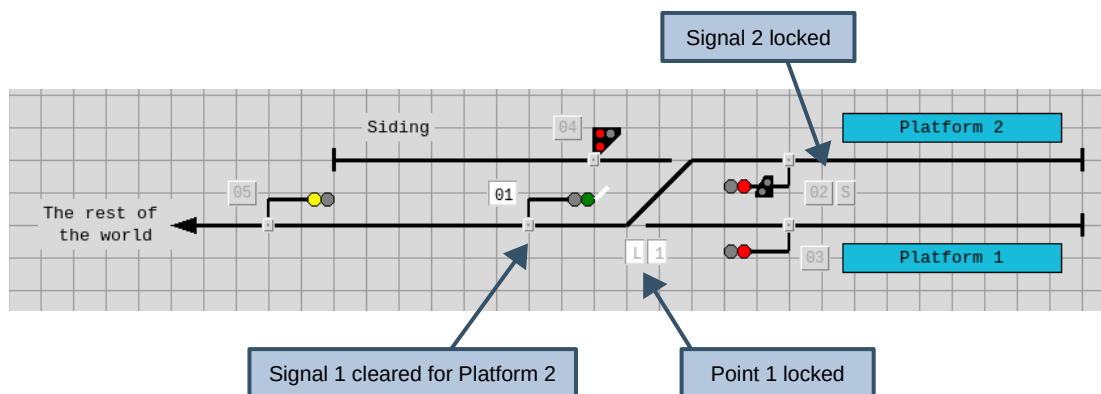 Signal 2 locked
Siding
04
Platform 2
05
01
02 S
The rest of
the world
L 1
03
Platform 1
Signal 1 cleared for Platform 2
Point 1 locked